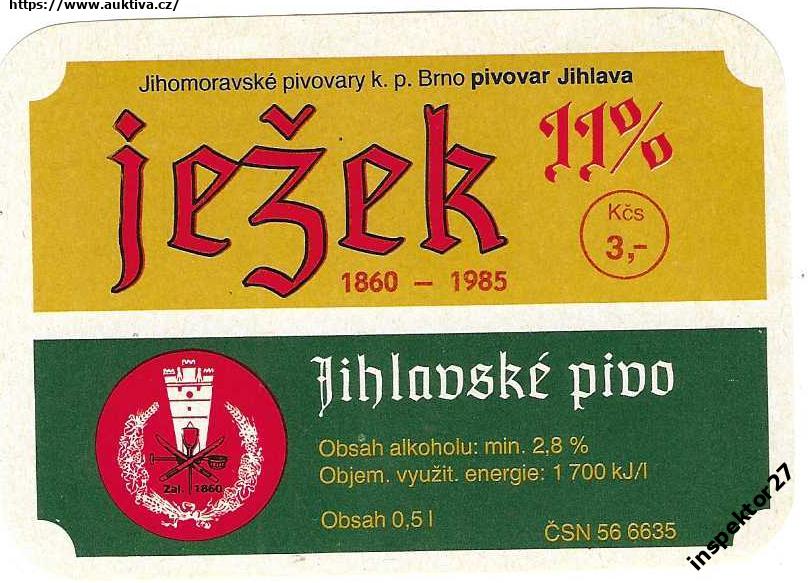 https://www.auktiva.cz/
Jihomoravské pivovary k. p. Brno pivovar Jihlava
ježek 11%
Kčs
3,-
1860 – 1985
Jihlavské pivo
Obsah alkoholu: min. 2,8 %
Objem. využit. energie: 1 700 kJ/l
Zal. 1860
Obsah 0,5 l
ČSN 56 6635
inspektor27